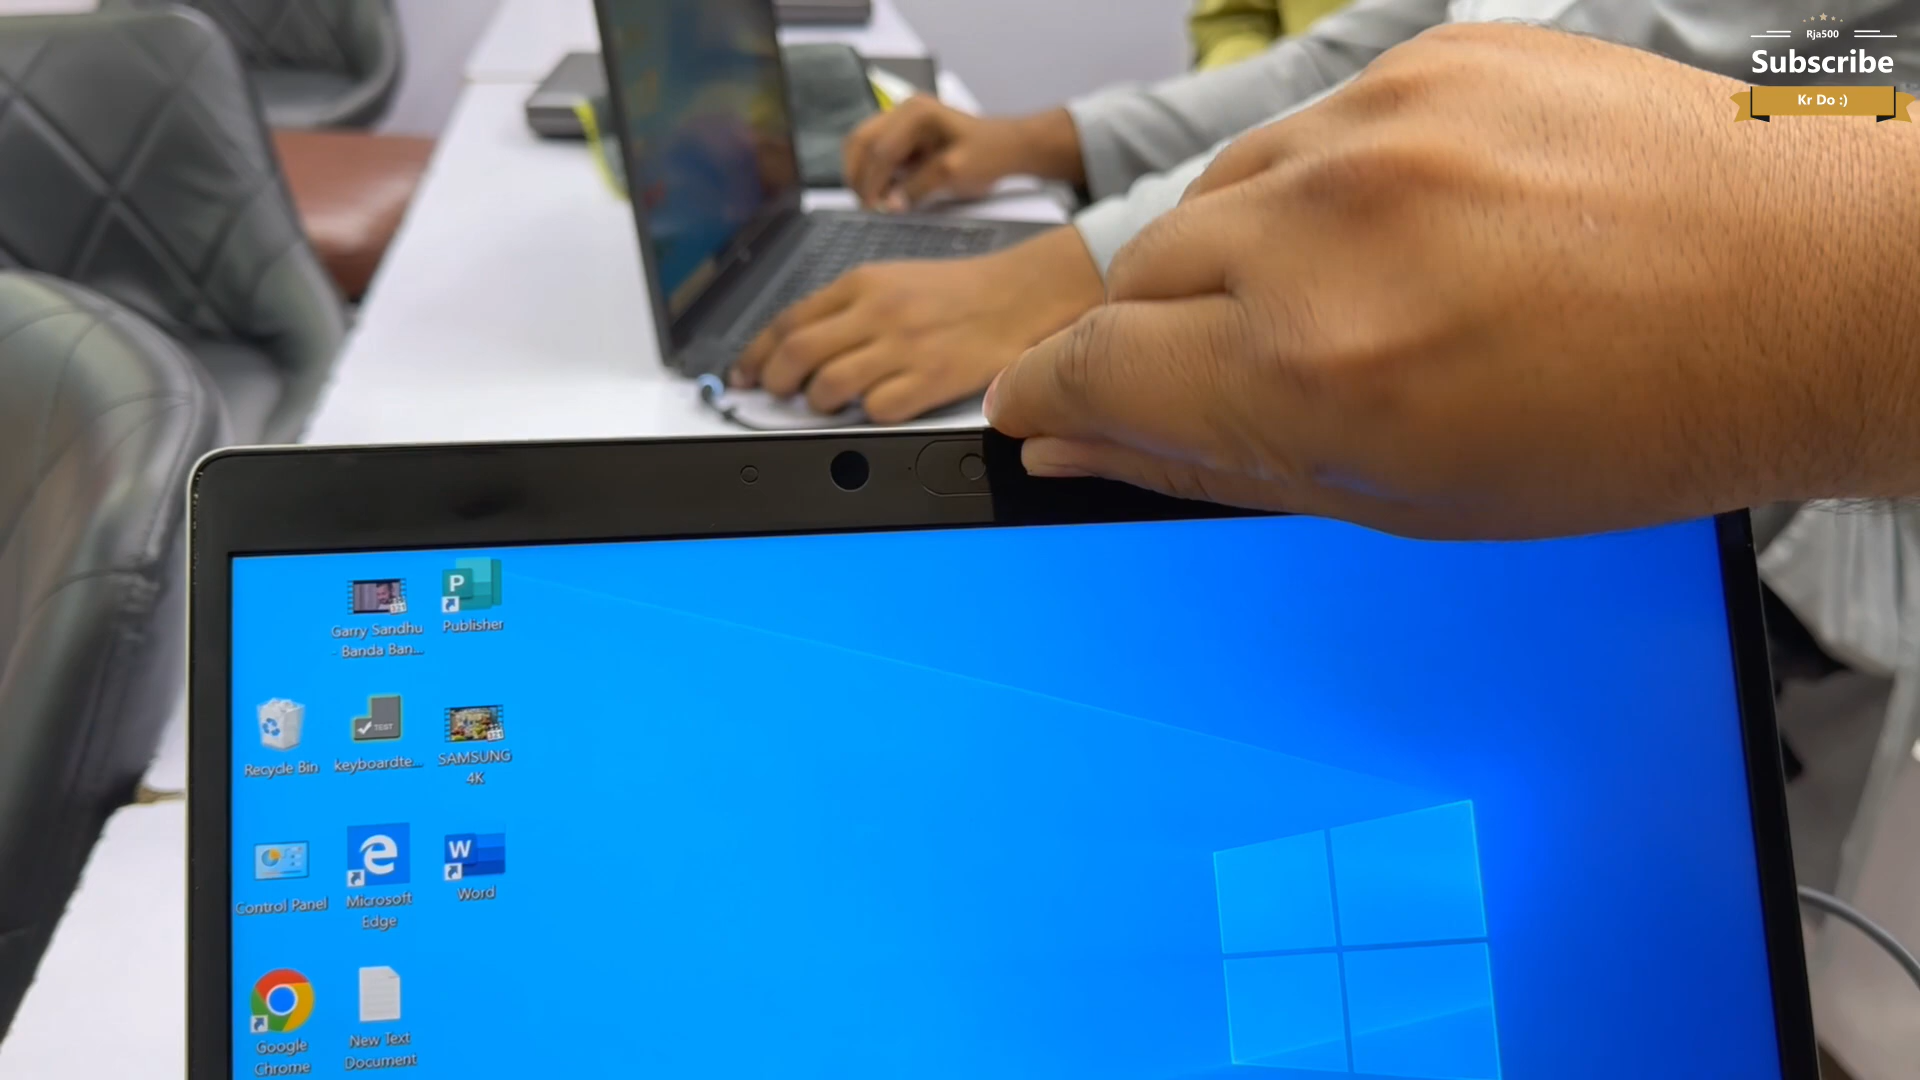 Rja500
Subscribe
Kr Do :)
Garry Sandhu
- Banda Ban...
Publisher
Recycle Bin
TEST
keyboardte...
SAMSUNG
4K
Control Panel
Microsoft
Edge
Word
Google
Chrome
New Text
Document